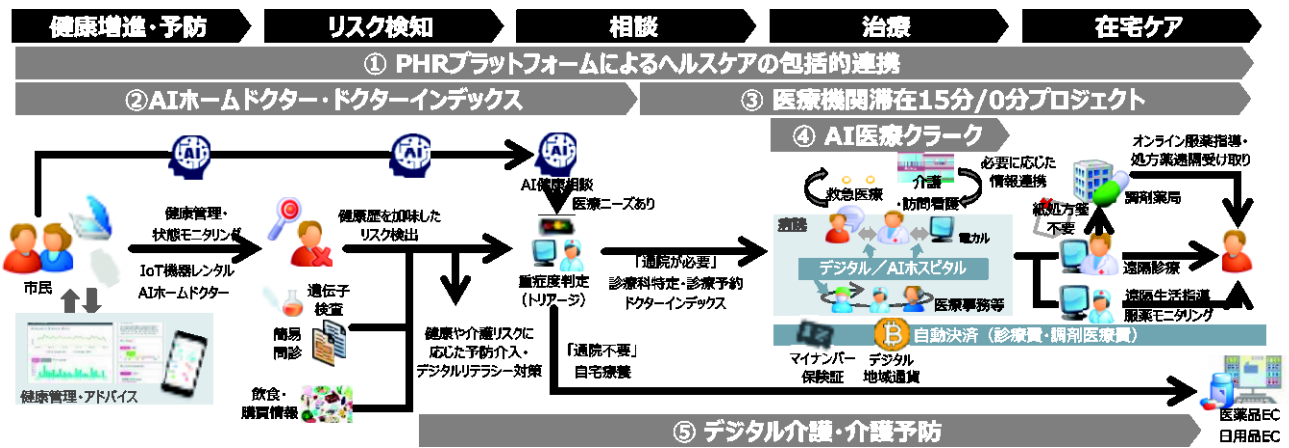 健康増進・予防
リスク検知
相談
治療
在宅ケア
① PHRプラットフォームによるヘルスケアの包括的連携
②AIホームドクター・ドクターインデックス
③ 医療機関滞在15分/0分プロジェクト
④ AI医療クラーク
AI
AI
AI
AI健康相談
医療ニーズあり
市民
健康管理・
状態モニタリング
IoT機器レンタル
AIホームドクター
健康管理・アドバイス
健康歴を加味した
リスク検出
遺伝子
検査
簡易
問診
飲食・
購買情報
健康や介護リスクに
応じた予防介入・
デジタルリテラシー対策
重症度判定
（トリアージ）
「通院が必要」
診療科特定・診療予約
ドクターインデックス
「通院不要」
自宅療養
救急医療
介護
・訪問看護
必要に応じた
情報連携
病院
電カル
デジタル／AIホスピタル
医療事務等
自動決済（診療費・調剤医療費）
マイナンバー
保険証
デジタル
地域通貨
オンライン服薬指導・
処方薬遠隔受け取り
調剤薬局
紙処方箋
不要
遠隔診療
遠隔生活指導
服薬モニタリング
医薬品EC
日用品EC
⑤ デジタル介護・介護予防